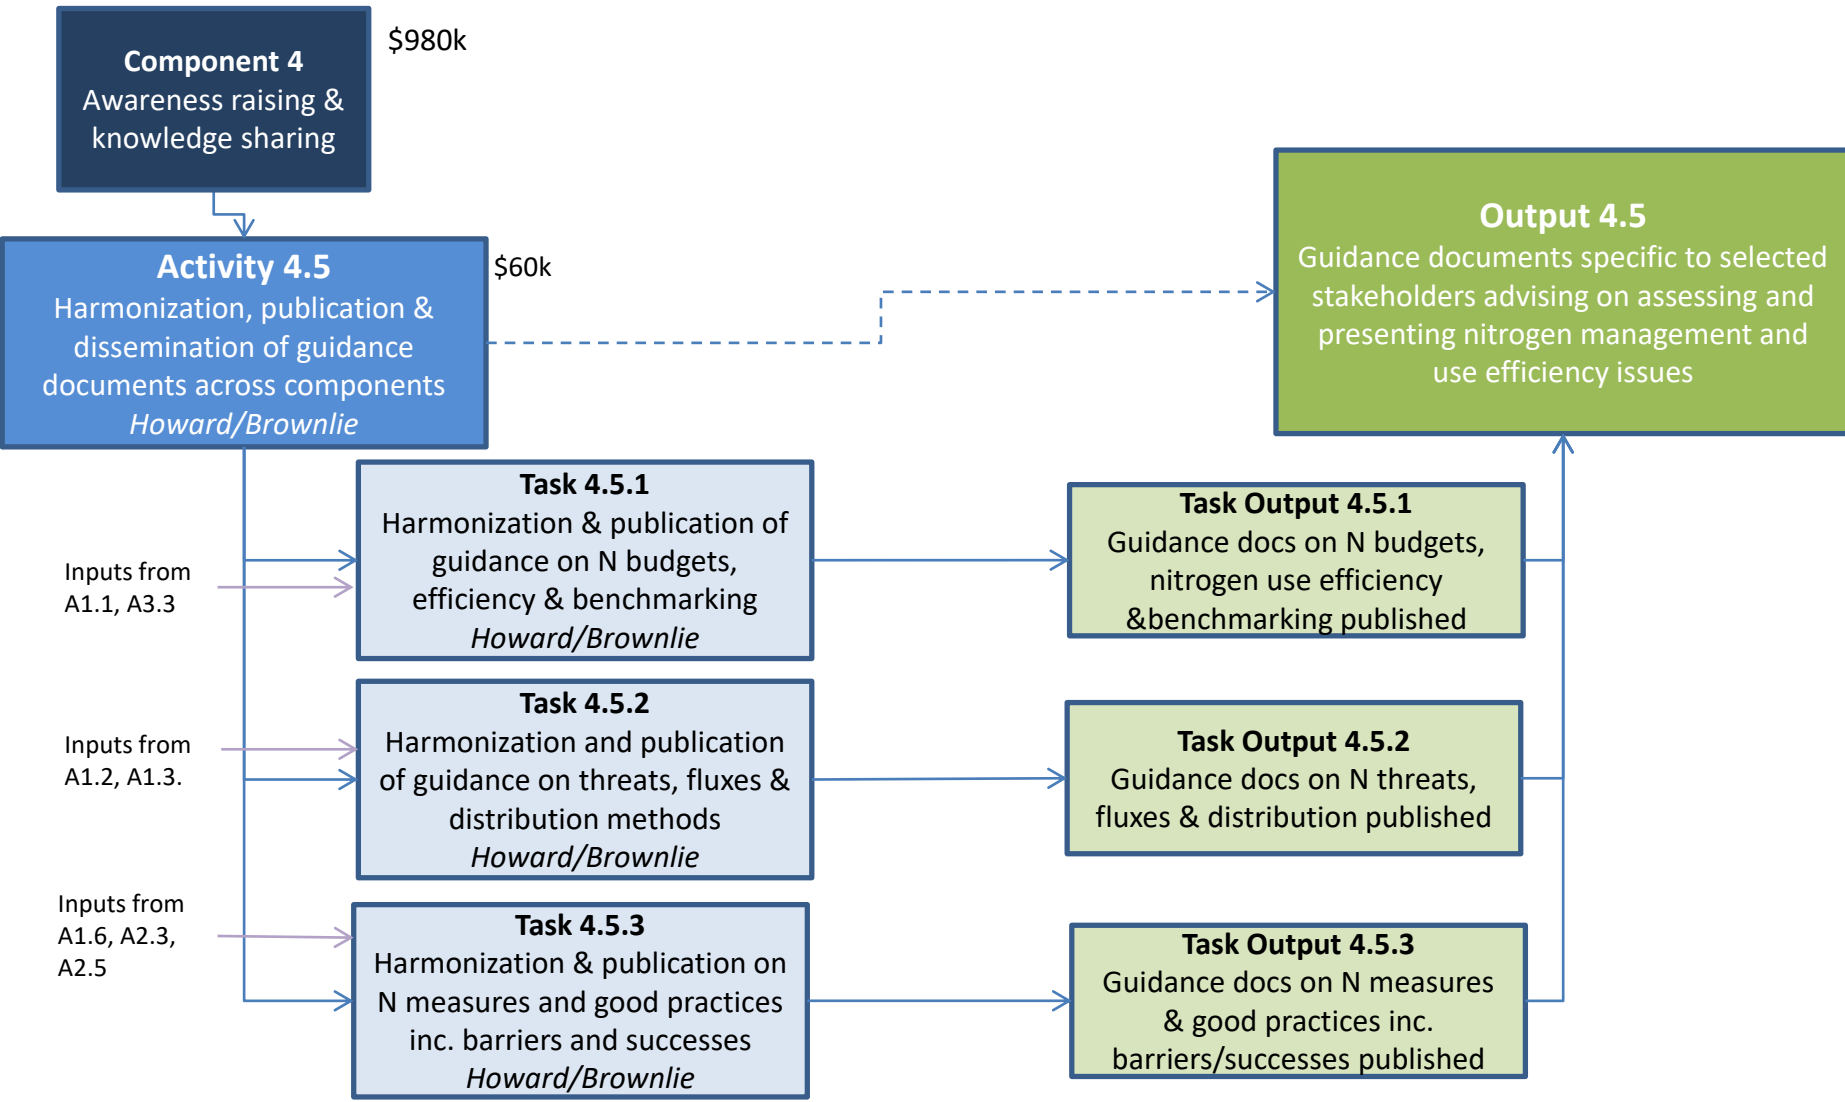 Component 4
Awareness raising &
knowledge sharing
$980k
Activity 4.5
Harmonization, publication &
dissemination of guidance
documents across components
Howard/Brownlie
$60k
Output 4.5
Guidance documents specific to selected
stakeholders advising on assessing and
presenting nitrogen management and
use efficiency issues
Inputs from
A1.1, A3.3
Task 4.5.1
Harmonization & publication of
guidance on N budgets,
efficiency & benchmarking
Howard/Brownlie
Task Output 4.5.1
Guidance docs on N budgets,
nitrogen use efficiency
&benchmarking published
Inputs from
A1.2, A1.3.
Task 4.5.2
Harmonization and publication
of guidance on threats, fluxes &
distribution methods
Howard/Brownlie
Task Output 4.5.2
Guidance docs on N threats,
fluxes & distribution published
Inputs from
A1.6, A2.3,
A2.5
Task 4.5.3
Harmonization & publication on
N measures and good practices
inc. barriers and successes
Howard/Brownlie
Task Output 4.5.3
Guidance docs on N measures
& good practices inc.
barriers/successes published